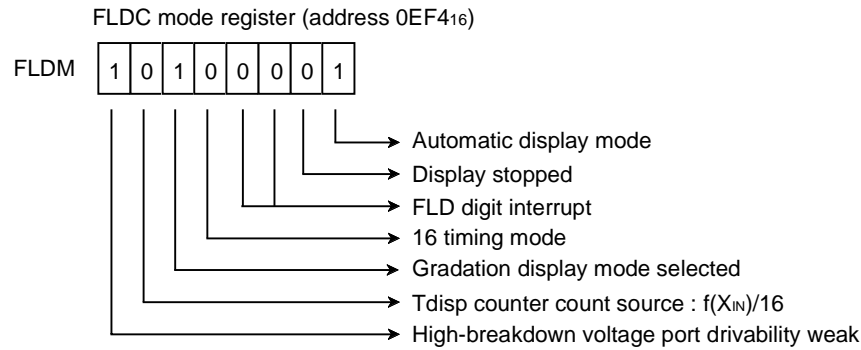 FLDC mode register (address 0EF4₁₆)
FLDM 1 0 1 0 0 0 0 1
Automatic display mode
Display stopped
FLD digit interrupt
16 timing mode
Gradation display mode selected
Tdisp counter count source : f(XIN)/16
High-breakdown voltage port drivability weak